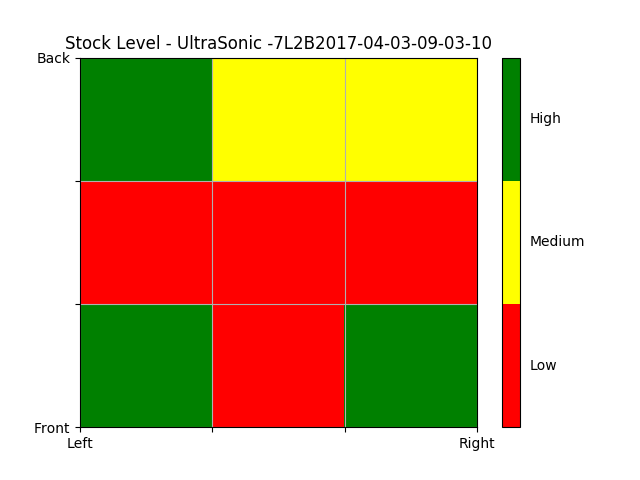 Stock Level - UltraSonic -7L2B2017-04-03-09-03-10
Back
Front
Left
Right
High
Medium
Low